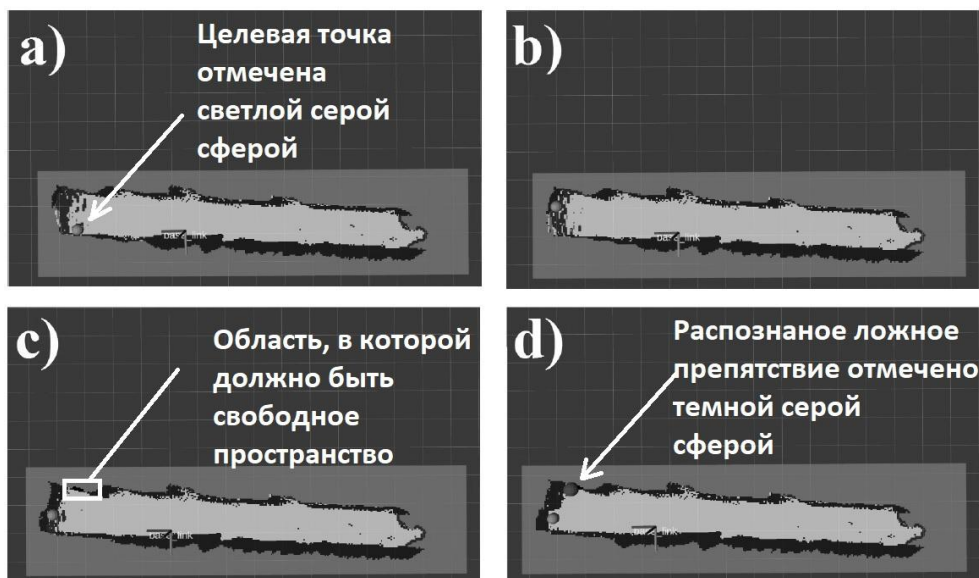 a)
Целевая точка
отмечена
светлой серой
сферой
b)
c)
Область, в которой
должно быть
свободное
пространство
d)
Распознаное ложное
препятствие отмечено
темной серой
сферой